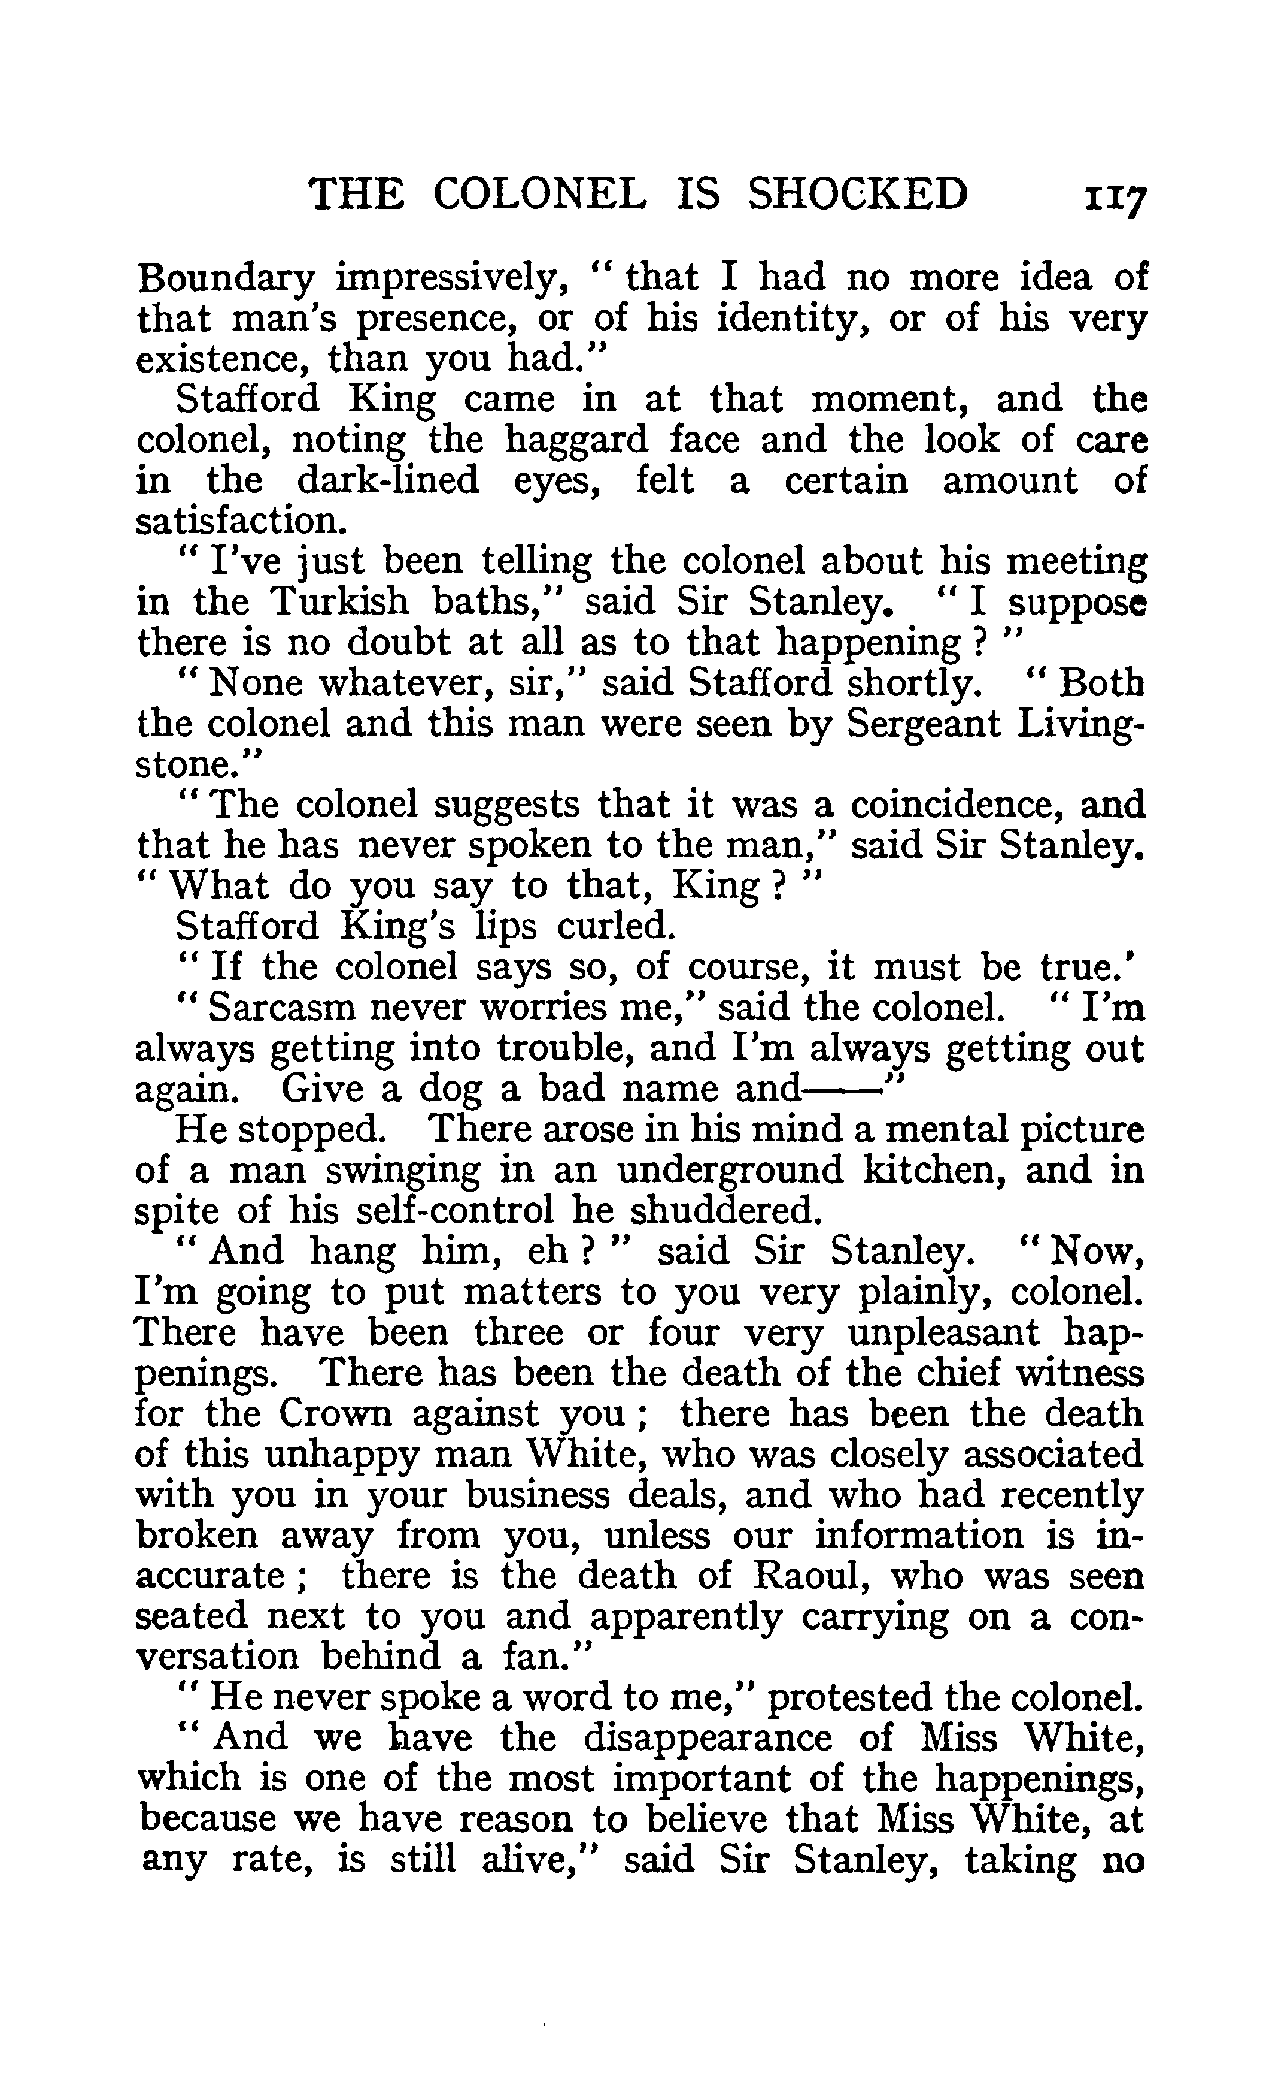 THE COLONEL IS SHOCKED 117
Boundary impressively, " that I had no more idea of
that man's presence, or of his identity, or of his very
existence, than you had."
Stafford King came in at that moment, and the
colonel, noting the haggard face and the look of care
in the dark-lined eyes, felt a certain amount of
satisfaction.
" I've just been telling the colonel about his meeting
in the Turkish baths," said Sir Stanley. " I suppose
there is no doubt at all as to that happening ? "
" None whatever, sir," said Stafford shortly. " Both
the colonel and this man were seen by Sergeant Living-
stone."
" The colonel suggests that it was a coincidence, and
that he has never spoken to the man," said Sir Stanley.
" What do you say to that, King ? "
Stafford King's lips curled.
" If the colonel says so, of course, it must be true.'
" Sarcasm never worries me," said the colonel. " I'm
always getting into trouble, and I'm always getting out
again. Give a dog a bad name and——"
He stopped. There arose in his mind a mental picture
of a man swinging in an underground kitchen, and in
spite of his self-control he shuddered.
" And hang him, eh ? " said Sir Stanley. " Now,
I'm going to put matters to you very plainly, colonel.
There have been three or four very unpleasant hap-
penings. There has been the death of the chief witness
for the Crown against you ; there has been the death
of this unhappy man White, who was closely associated
with you in your business deals, and who had recently
broken away from you, unless our information is in-
accurate ; there is the death of Raoul, who was seen
seated next to you and apparently carrying on a con-
versation behind a fan."
" He never spoke a word to me," protested the colonel.
" And we have the disappearance of Miss White,
which is one of the most important of the happenings,
because we have reason to believe that Miss White, at
any rate, is still alive," said Sir Stanley, taking no